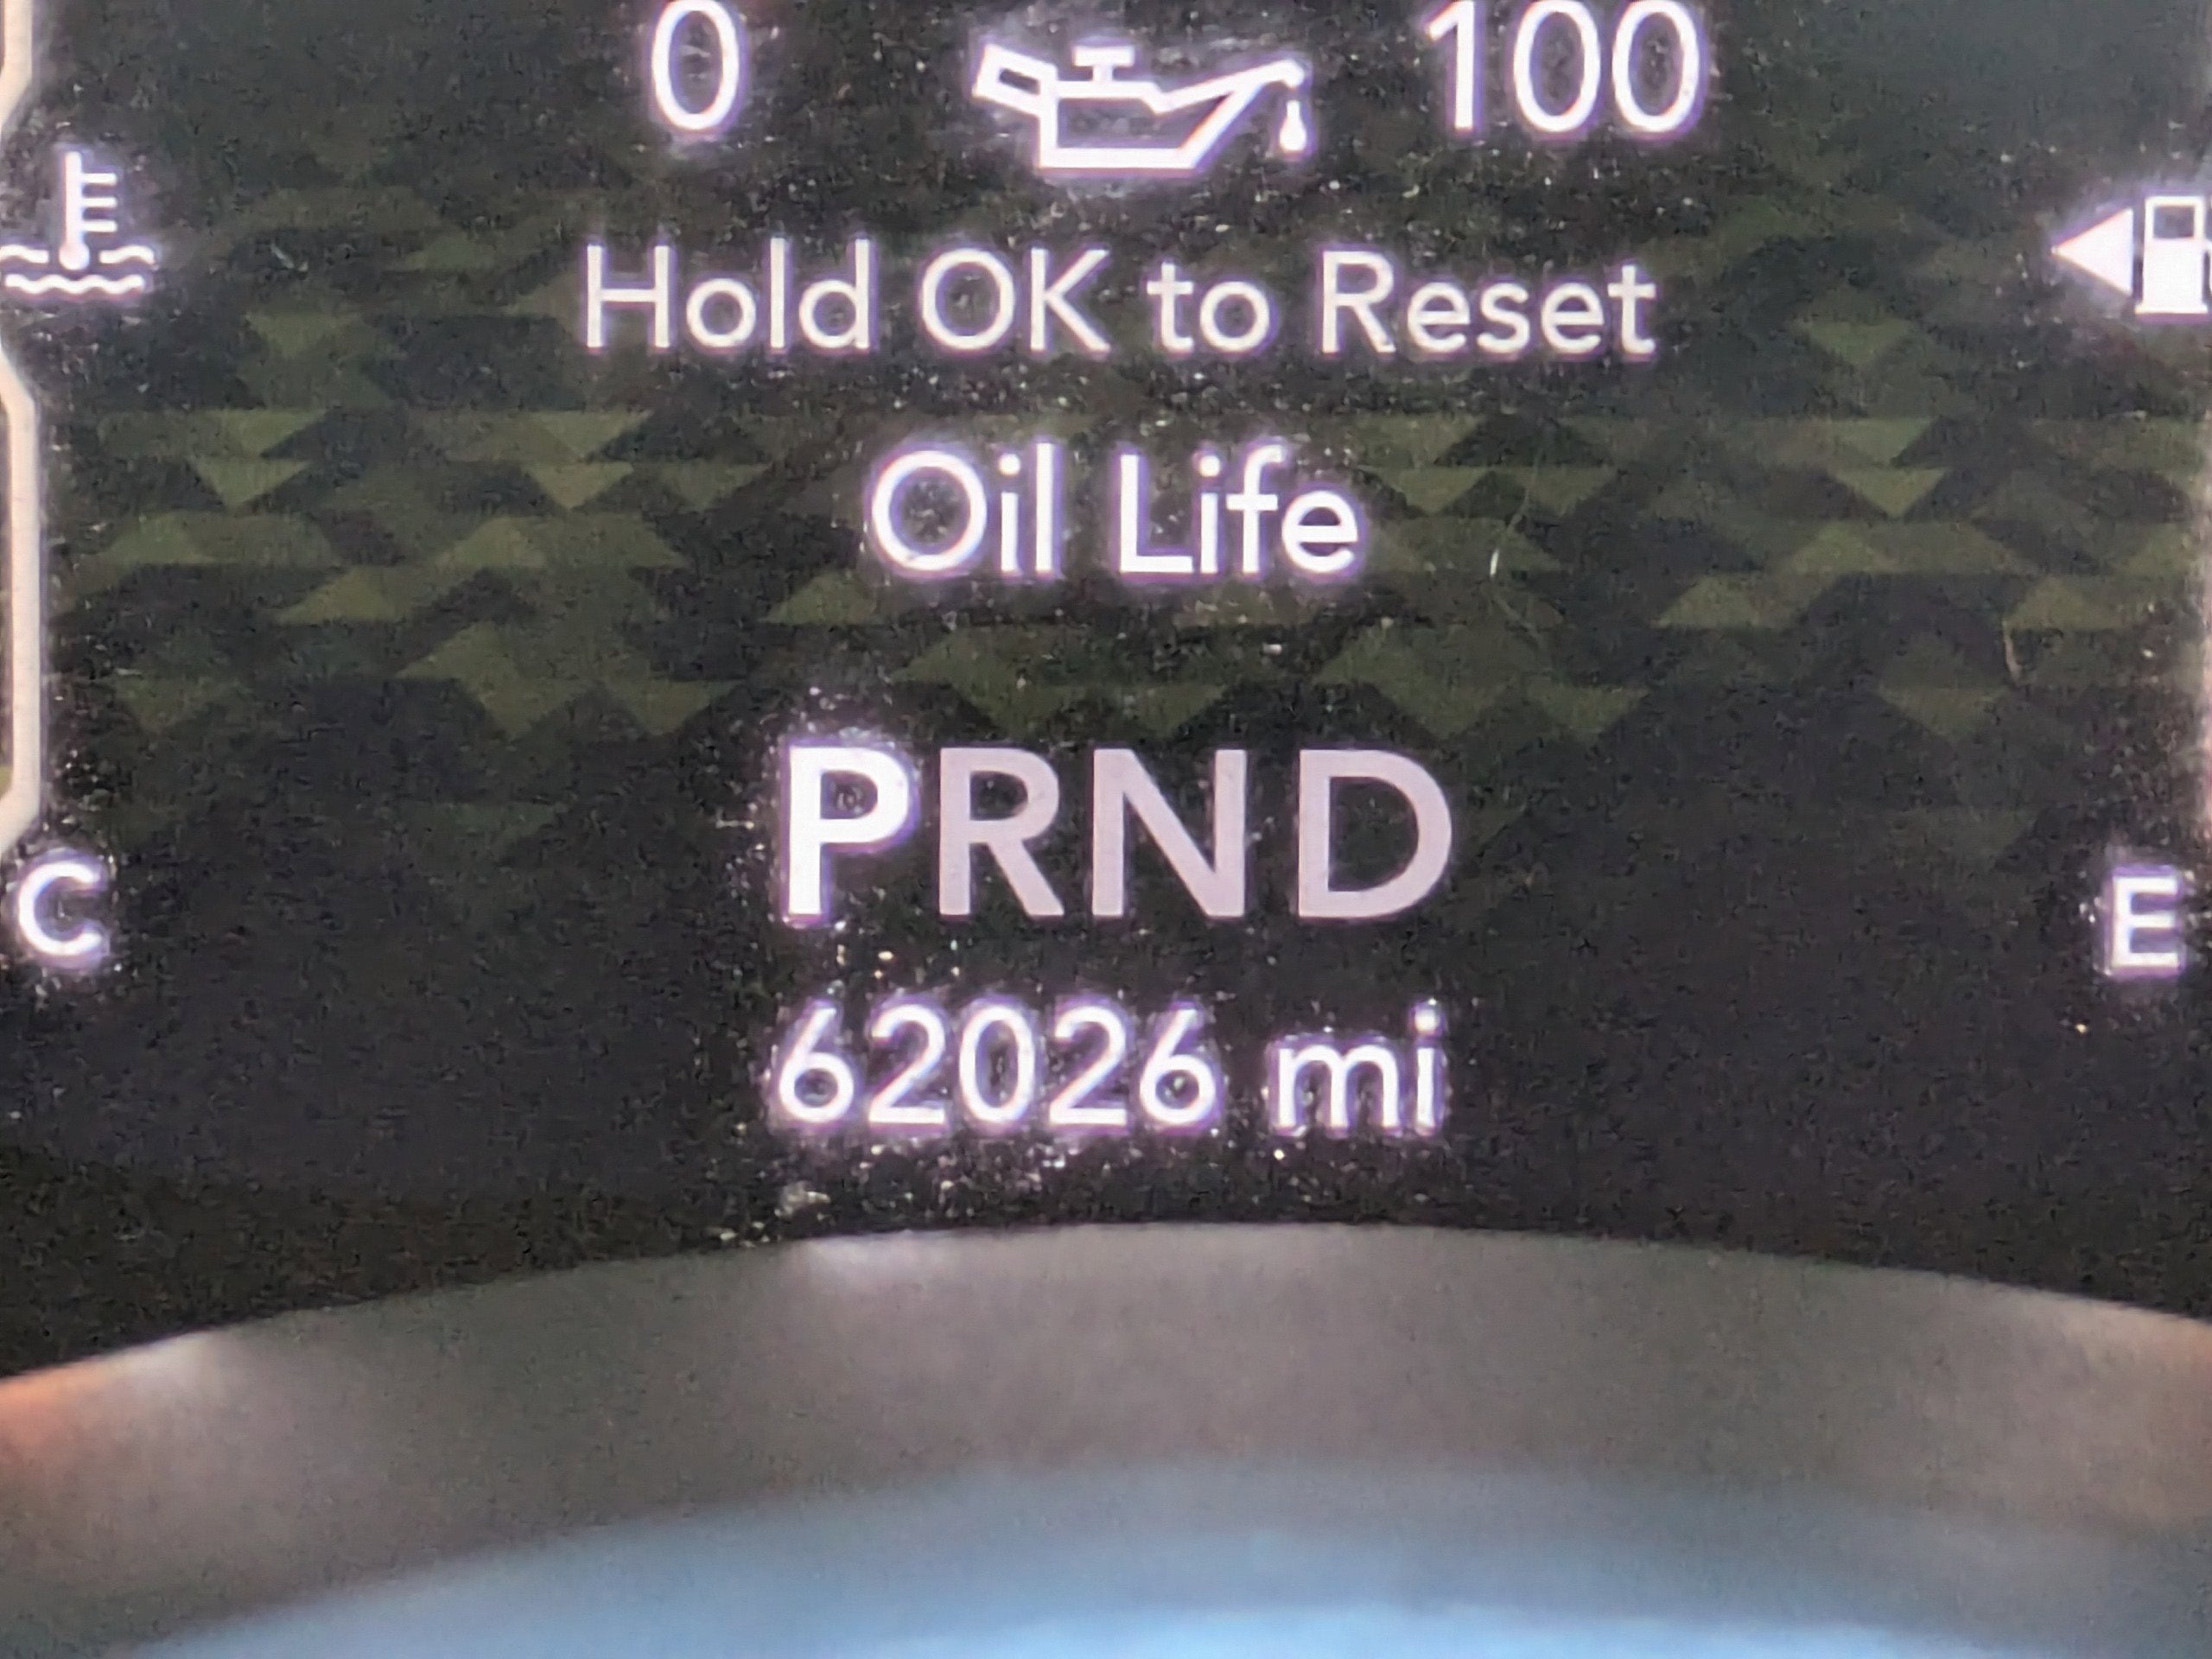 0 100
Hold OK to Reset
Oil Life
PRND
C E
62026 mi